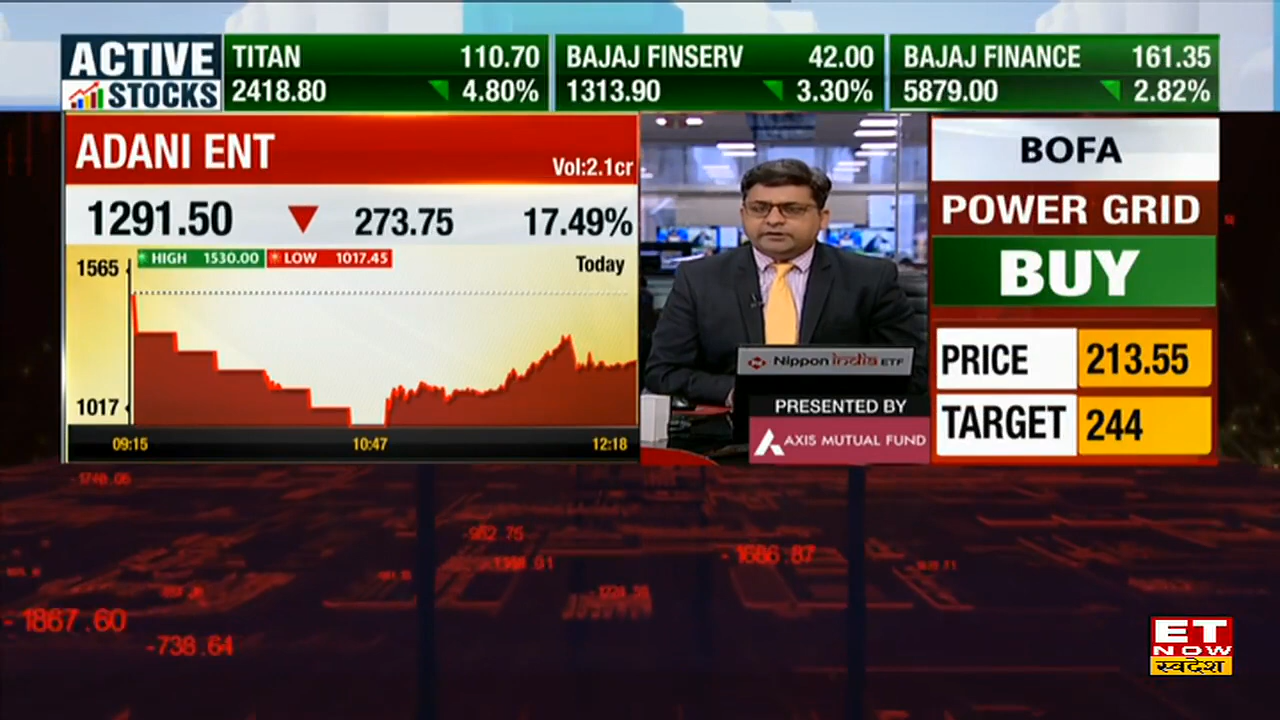 ACTIVE
STOCKS
TITAN 110.70
2418.80 4.80%
BAJAJ FINSERV 42.00
1313.90 3.30%
BAJAJ FINANCE 161.35
5879.00 2.82%
ADANI ENT
Vol:2.1cr
1291.50 273.75 17.49%
HIGH 1530.00 LOW 1017.45
Today
1565
1017
09:15 10:47 12:18
Nippon india ETF
PRESENTED BY
AXIS MUTUAL FUND
BOFA
POWER GRID
BUY
PRICE 213.55
TARGET 244
-1867.60
-738.64
-1686.87
ET
NOW
स्वदेश